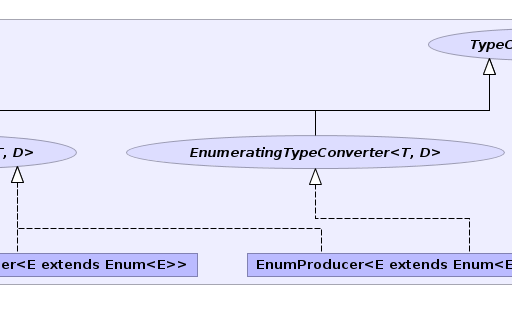 TypeC
T, D>
EnumeratingTypeConverter<T, D>
er<E extends Enum<E>>
EnumProducer<E extends Enum<E